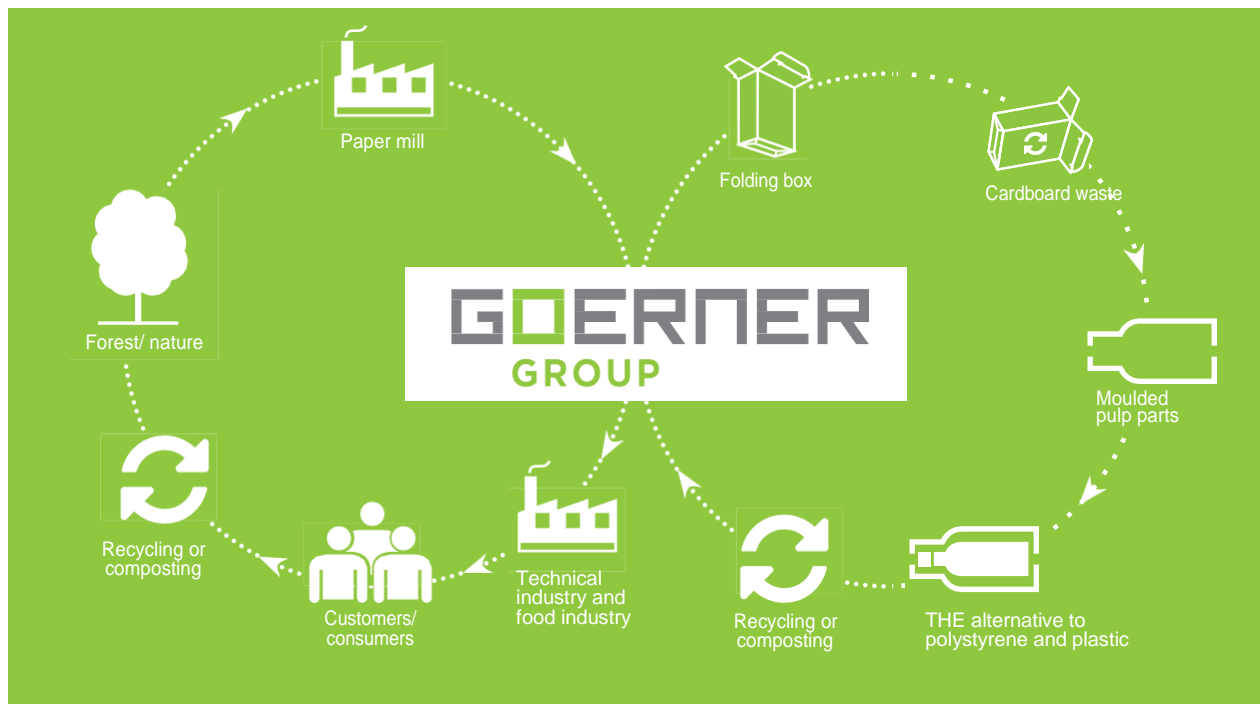 Paper mill
Folding box
Cardboard waste
Forest/ nature
GOERNER
GROUP
Moulded
pulp parts
Recycling or
composting
Customers/
consumers
Technical
industry and
food industry
Recycling or
composting
THE alternative to
polystyrene and plastic